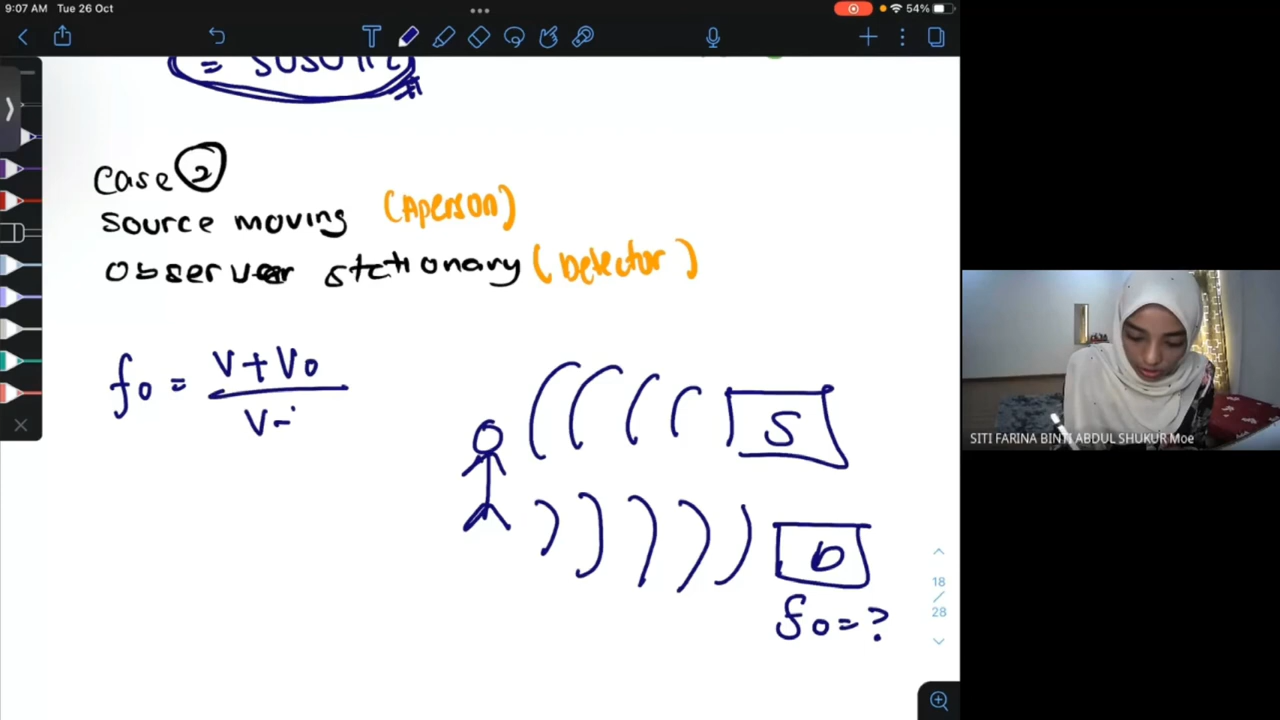 9:07 AM Tue 26 Oct
54%
T
Case 2
Source moving (Aperson)
Observer stationary (Detector)
fo = V + Vo
V -
S
D
fo = ?
18
28
SITI FARINA BINTI ABDUL SHUKUR Moe